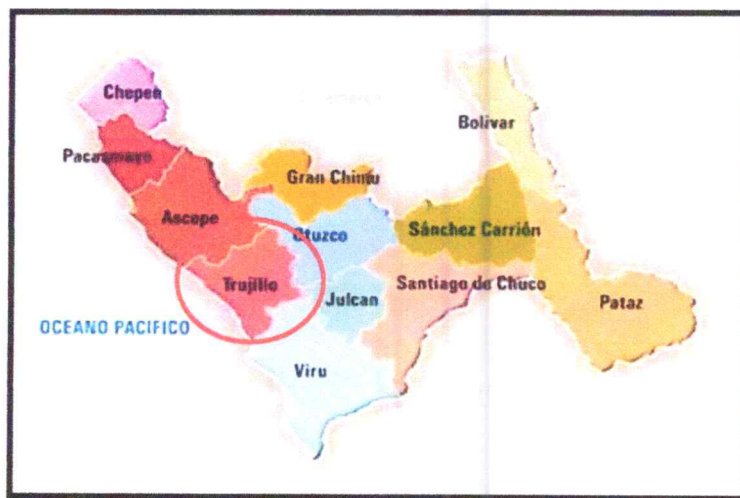 Chepen
Bolivar
Pacasmayo
Gran Chimu
Ascope
Otuzco
Sánchez Carrión
Trujillo
Santiago de Chuco
Julcan
Pataz
OCEANO PACIFICO
Viru